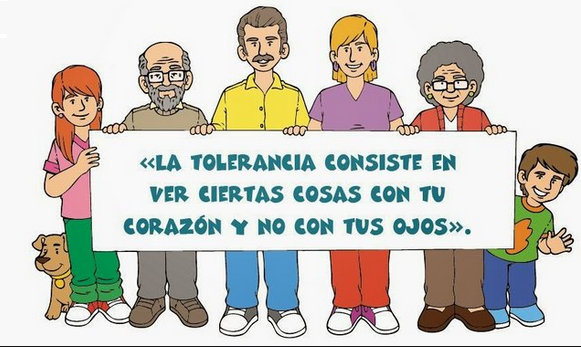 «LA TOLERANCIA CONSISTE EN
VER CIERTAS COSAS CON TU
CORAZÓN Y NO CON TUS OJOS».